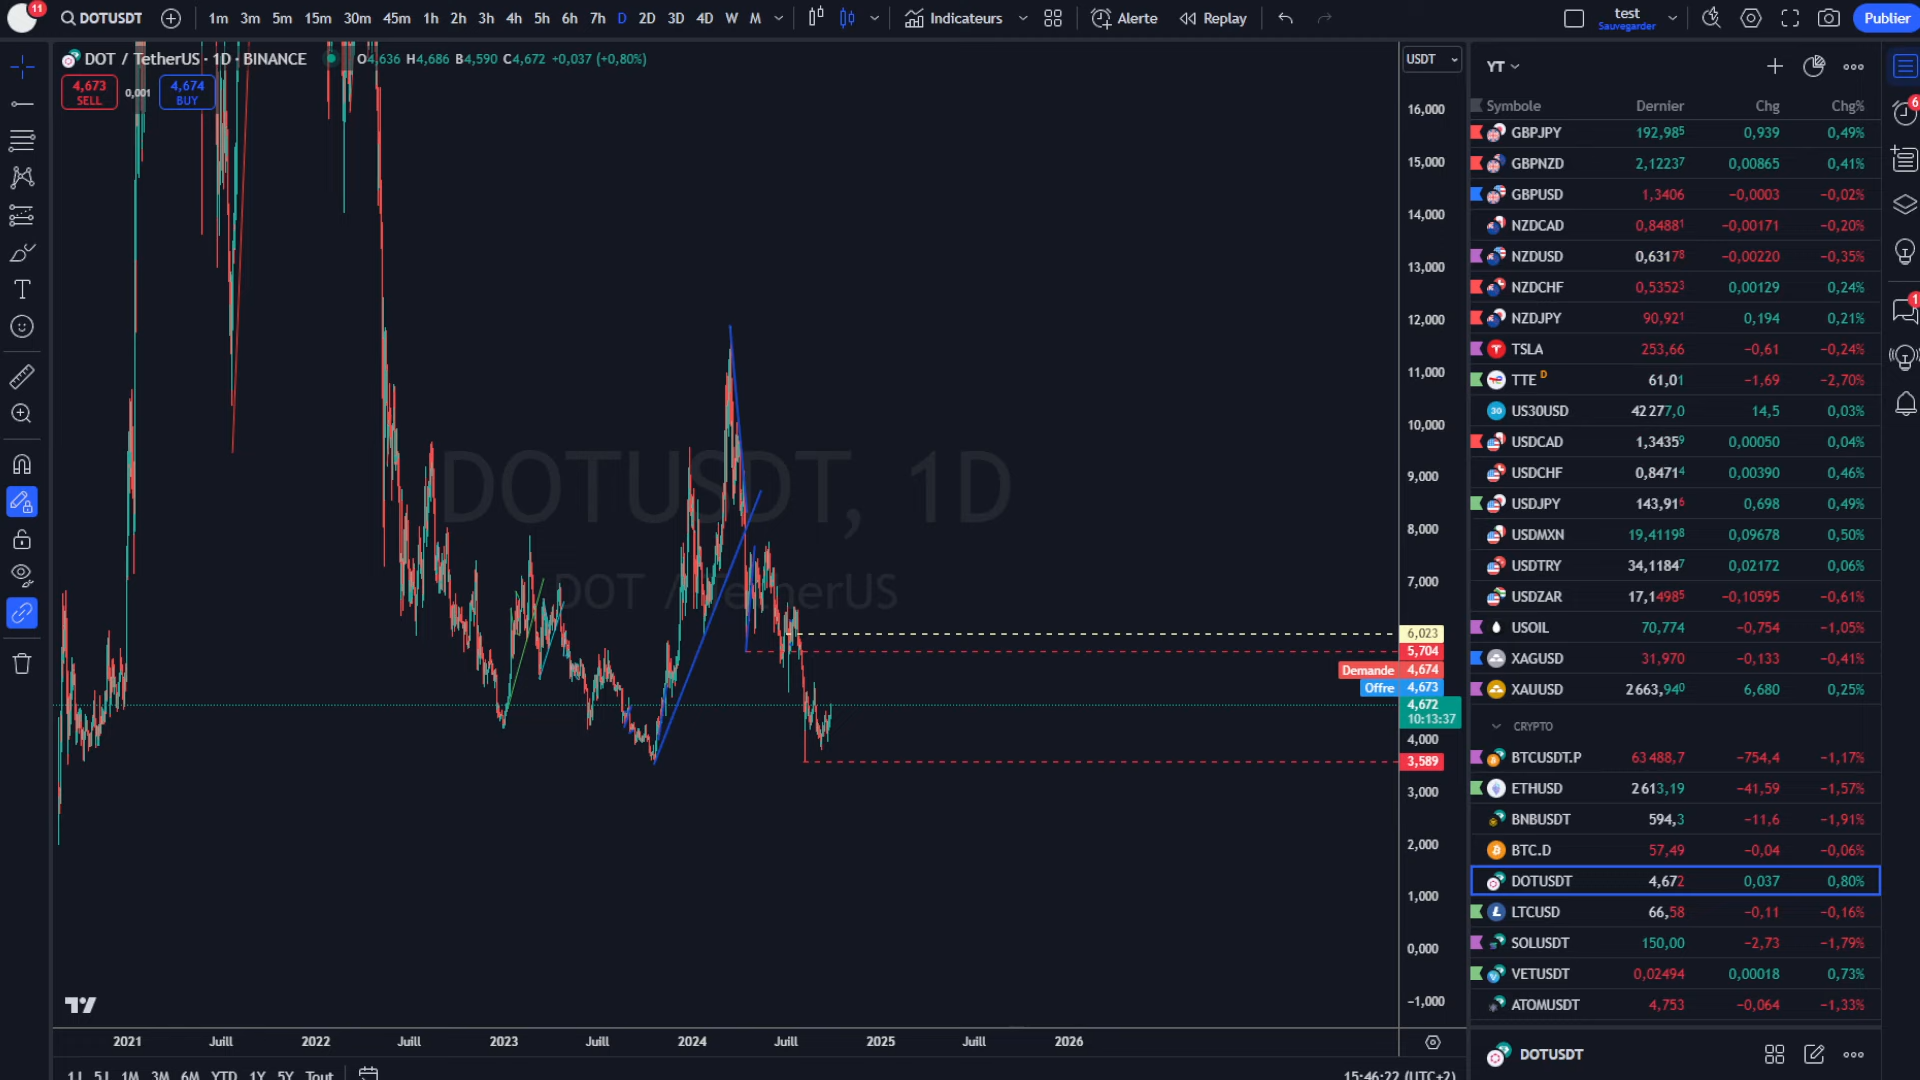 11
DOTUSDT
1m 3m 5m 15m 30m 45m 1h 2h 3h 4h 5h 6h 7h D 2D 3D 4D W M
Indicateurs
Alerte
Replay
test
Sauvegarder
Publier
DOT / TetherUS · 1D · BINANCE
O4,636 H4,686 B4,590 C4,672 +0,037 (+0,80%)
4,673
SELL
0,001
4,674
BUY
USDT
16,000
15,000
14,000
13,000
12,000
11,000
10,000
9,000
8,000
7,000
6,023
5,704
Demande 4,674
Offre 4,673
4,672
10:13:37
4,000
3,589
3,000
2,000
1,000
0,000
−1,000
DOTUSDT, 1D
DOT / TetherUS
2021 Juill 2022 Juill 2023 Juill 2024 Juill 2025 Juill 2026
1J 5J 1M 3M 6M YTD 1Y 5Y Tout
15:46:22 (UTC+2)
YT
Symbole Dernier Chg Chg%
GBPJPY 192,985 0,939 0,49%
GBPNZD 2,12237 0,00865 0,41%
GBPUSD 1,3406 −0,0003 −0,02%
NZDCAD 0,84881 −0,00171 −0,20%
NZDUSD 0,63178 −0,00220 −0,35%
NZDCHF 0,53523 0,00129 0,24%
NZDJPY 90,921 0,194 0,21%
TSLA 253,66 −0,61 −0,24%
TTE D 61,01 −1,69 −2,70%
US30USD 42 277,0 14,5 0,03%
USDCAD 1,34359 0,00050 0,04%
USDCHF 0,84714 0,00390 0,46%
USDJPY 143,916 0,698 0,49%
USDMXN 19,41198 0,09678 0,50%
USDTRY 34,11847 0,02172 0,06%
USDZAR 17,14985 −0,10595 −0,61%
USOIL 70,774 −0,754 −1,05%
XAGUSD 31,970 −0,133 −0,41%
XAUUSD 2 663,940 6,680 0,25%
CRYPTO
BTCUSDT.P 63 488,7 −754,4 −1,17%
ETHUSD 2 613,19 −41,59 −1,57%
BNBUSDT 594,3 −11,6 −1,91%
BTC.D 57,49 −0,04 −0,06%
DOTUSDT 4,672 0,037 0,80%
LTCUSD 66,58 −0,11 −0,16%
SOLUSDT 150,00 −2,73 −1,79%
VETUSDT 0,02494 0,00018 0,73%
ATOMUSDT 4,753 −0,064 −1,33%
DOTUSDT
6
1